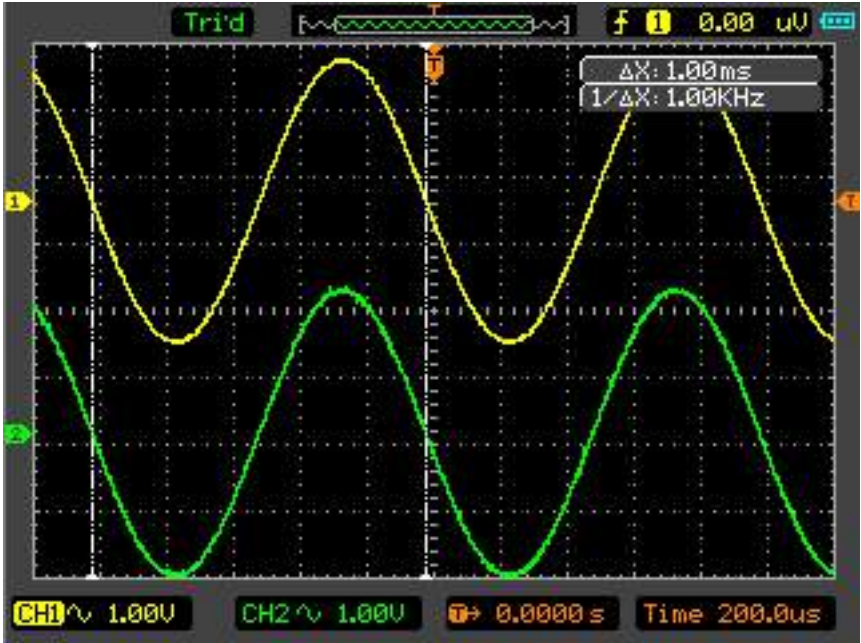 Tri'd T 1 0.00 uV
T
ΔX: 1.00ms
1/ΔX: 1.00KHz
1 T
2
CH1 1.00V CH2 1.00V T→ 0.0000s Time 200.0us